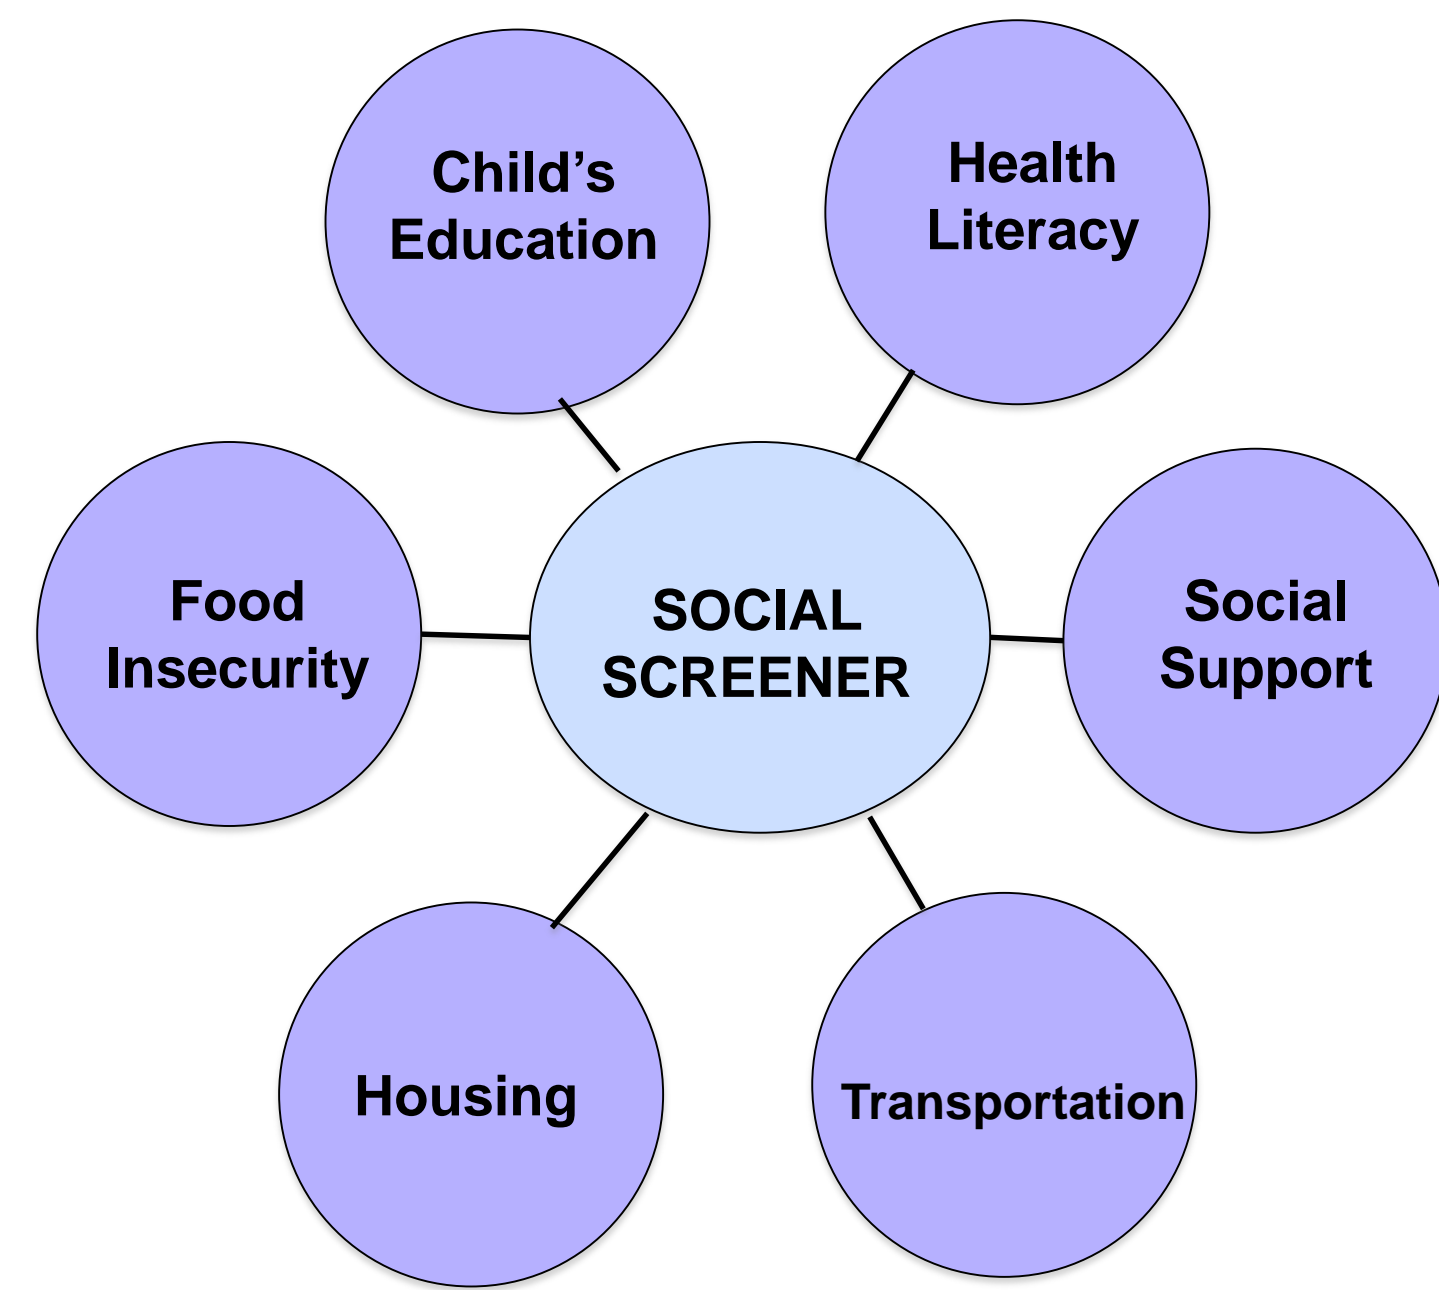 Child’s
Education
Health
Literacy
Food
Insecurity
SOCIAL
SCREENER
Social
Support
Housing
Transportation